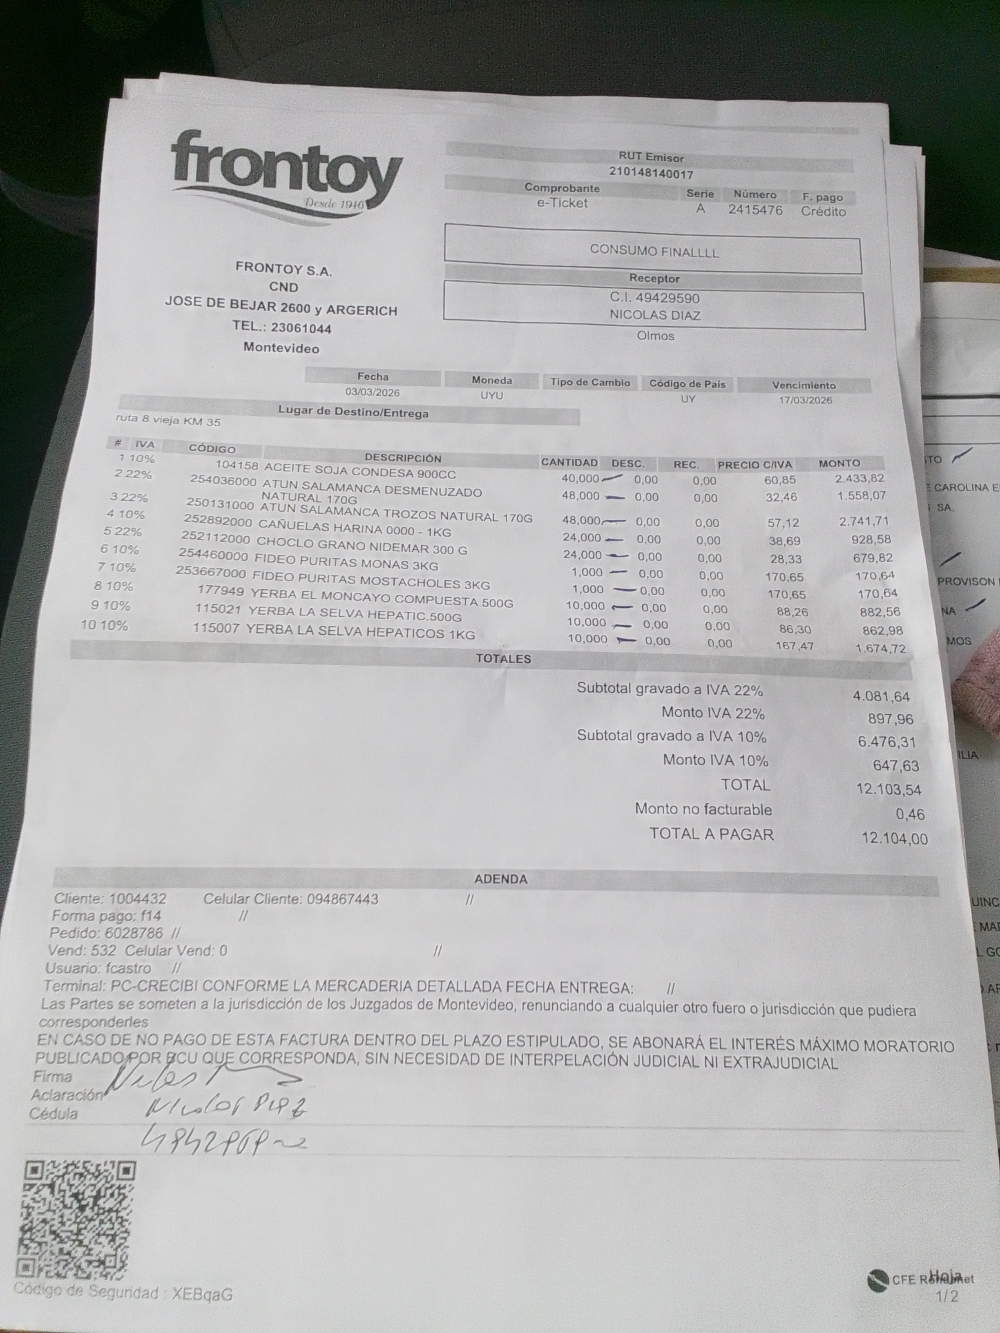 frontoy
Desde 1946
FRONTOY S.A.
CND
JOSE DE BEJAR 2600 y ARGERICH
TEL.: 23061044
Montevideo
RUT Emisor
210148140017
Comprobante Serie Número F. pago
e-Ticket A 2415476 Crédito
CONSUMO FINALLLL
Receptor
C.I. 49429590
NICOLAS DIAZ
Olmos
Fecha Moneda Tipo de Cambio Código de País Vencimiento
03/03/2026 UYU UY 17/03/2026
Lugar de Destino/Entrega
ruta 8 vieja KM 35
# IVA CÓDIGO DESCRIPCIÓN CANTIDAD DESC. REC. PRECIO C/IVA MONTO
1 10% 104158 ACEITE SOJA CONDESA 900CC 40,000 0,00 0,00 60,85 2.433,82
2 22% 254036000 ATUN SALAMANCA DESMENUZADO NATURAL 170G 48,000 0,00 0,00 32,46 1.558,07
3 22% 250131000 ATUN SALAMANCA TROZOS NATURAL 170G 48,000 0,00 0,00 57,12 2.741,71
4 10% 252892000 CAÑUELAS HARINA 0000 - 1KG 24,000 0,00 0,00 38,69 928,58
5 22% 252112000 CHOCLO GRANO NIDEMAR 300 G 24,000 0,00 0,00 28,33 679,82
6 10% 254460000 FIDEO PURITAS MONAS 3KG 1,000 0,00 0,00 170,65 170,64
7 10% 253667000 FIDEO PURITAS MOSTACHOLES 3KG 1,000 0,00 0,00 170,65 170,64
8 10% 177949 YERBA EL MONCAYO COMPUESTA 500G 10,000 0,00 0,00 88,26 882,56
9 10% 115021 YERBA LA SELVA HEPATIC.500G 10,000 0,00 0,00 86,30 862,98
10 10% 115007 YERBA LA SELVA HEPATICOS 1KG 10,000 0,00 0,00 167,47 1.674,72
TOTALES
Subtotal gravado a IVA 22% 4.081,64
Monto IVA 22% 897,96
Subtotal gravado a IVA 10% 6.476,31
Monto IVA 10% 647,63
TOTAL 12.103,54
Monto no facturable 0,46
TOTAL A PAGAR 12.104,00
ADENDA
Cliente: 1004432 Celular Cliente: 094867443 //
Forma pago: f14 //
Pedido: 6028786 //
Vend: 532 Celular Vend: 0 //
Usuario: fcastro //
Terminal: PC-CRECIBI CONFORME LA MERCADERIA DETALLADA FECHA ENTREGA: //
Las Partes se someten a la jurisdicción de los Juzgados de Montevideo, renunciando a cualquier otro fuero o jurisdicción que pudiera
corresponderles
EN CASO DE NO PAGO DE ESTA FACTURA DENTRO DEL PLAZO ESTIPULADO, SE ABONARÁ EL INTERÉS MÁXIMO MORATORIO
PUBLICADO POR BCU QUE CORRESPONDA, SIN NECESIDAD DE INTERPELACIÓN JUDICIAL NI EXTRAJUDICIAL
Firma
Aclaración
Cédula
Código de Seguridad : XEBqaG
CFE
Hoja
1/2
CAROLINA
SA.
PROVISON